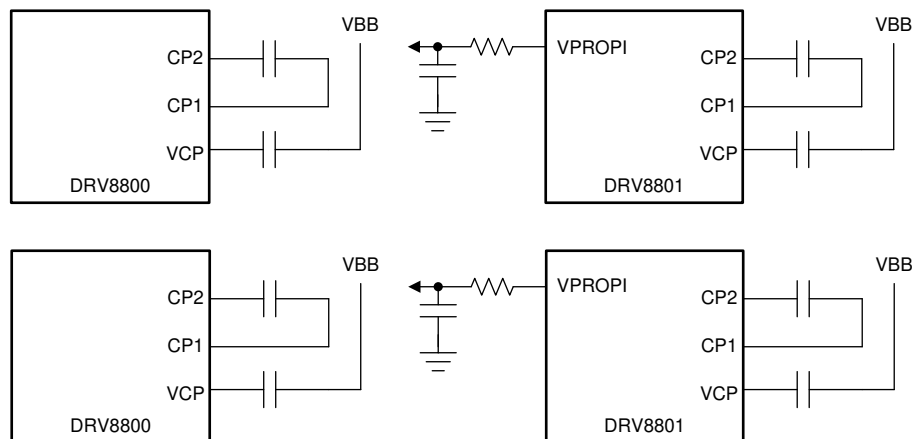 VBB
VBB
CP2
VPROPI
CP2
CP1
CP1
VCP
VCP
DRV8800
DRV8801
VBB
VBB
CP2
VPROPI
CP2
CP1
CP1
VCP
VCP
DRV8800
DRV8801